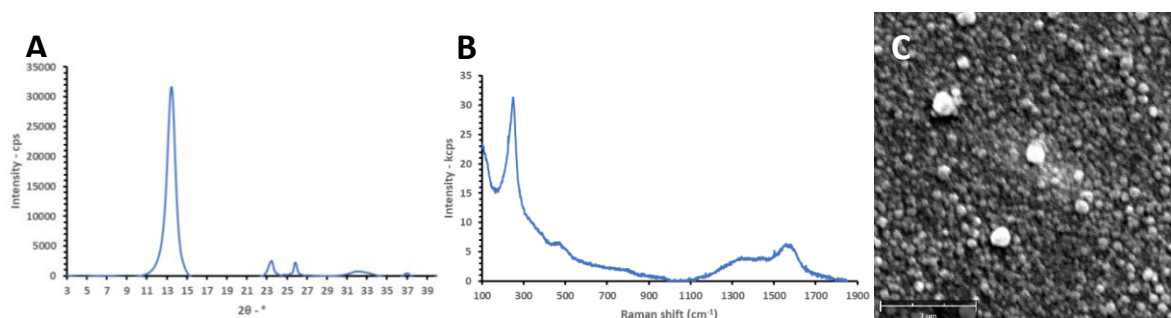 A
Intensity - cps
35000
30000
25000
20000
15000
10000
5000
0
3 5 7 9 11 13 15 17 19 21 23 25 27 29 31 33 35 37 39
2θ - °
B
Intensity - kcps
35
30
25
20
15
10
5
0
100 300 500 700 900 1100 1300 1500 1700 1900
Raman shift (cm⁻¹)
C